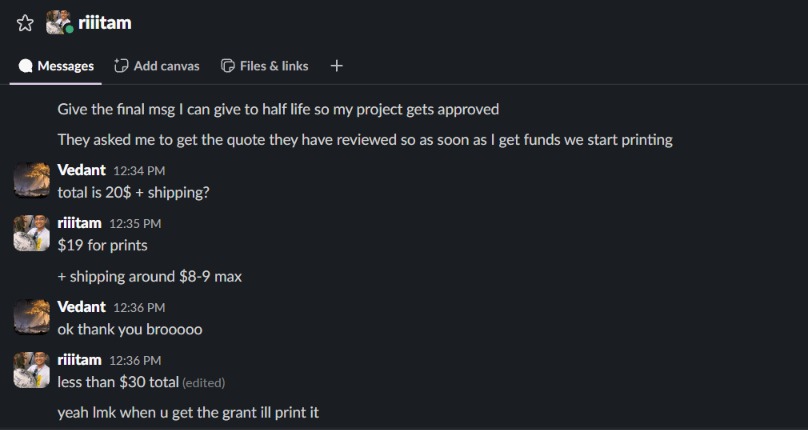 riiitam
Messages Add canvas Files & links
Give the final msg I can give to half life so my project gets approved
They asked me to get the quote they have reviewed so as soon as I get funds we start printing
Vedant 12:34 PM
total is 20$ + shipping?
riiitam 12:35 PM
$19 for prints
+ shipping around $8-9 max
Vedant 12:36 PM
ok thank you brooooo
riiitam 12:36 PM
less than $30 total (edited)
yeah lmk when u get the grant ill print it